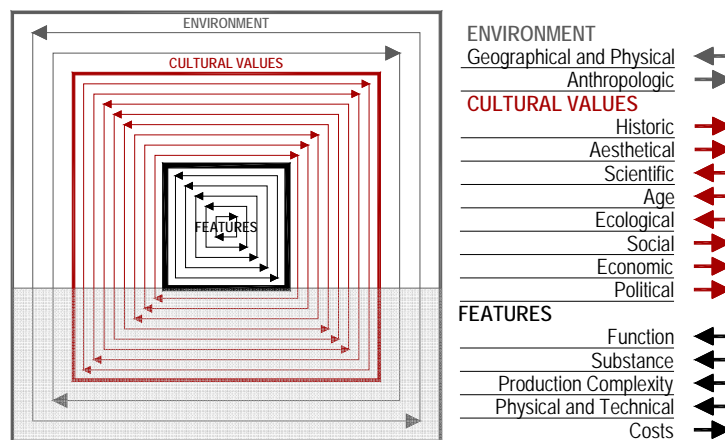 ENVIRONMENT
CULTURAL VALUES
FEATURES
ENVIRONMENT
Geographical and Physical
Anthropologic
CULTURAL VALUES
Historic
Aesthetical
Scientific
Age
Ecological
Social
Economic
Political
FEATURES
Function
Substance
Production Complexity
Physical and Technical
Costs